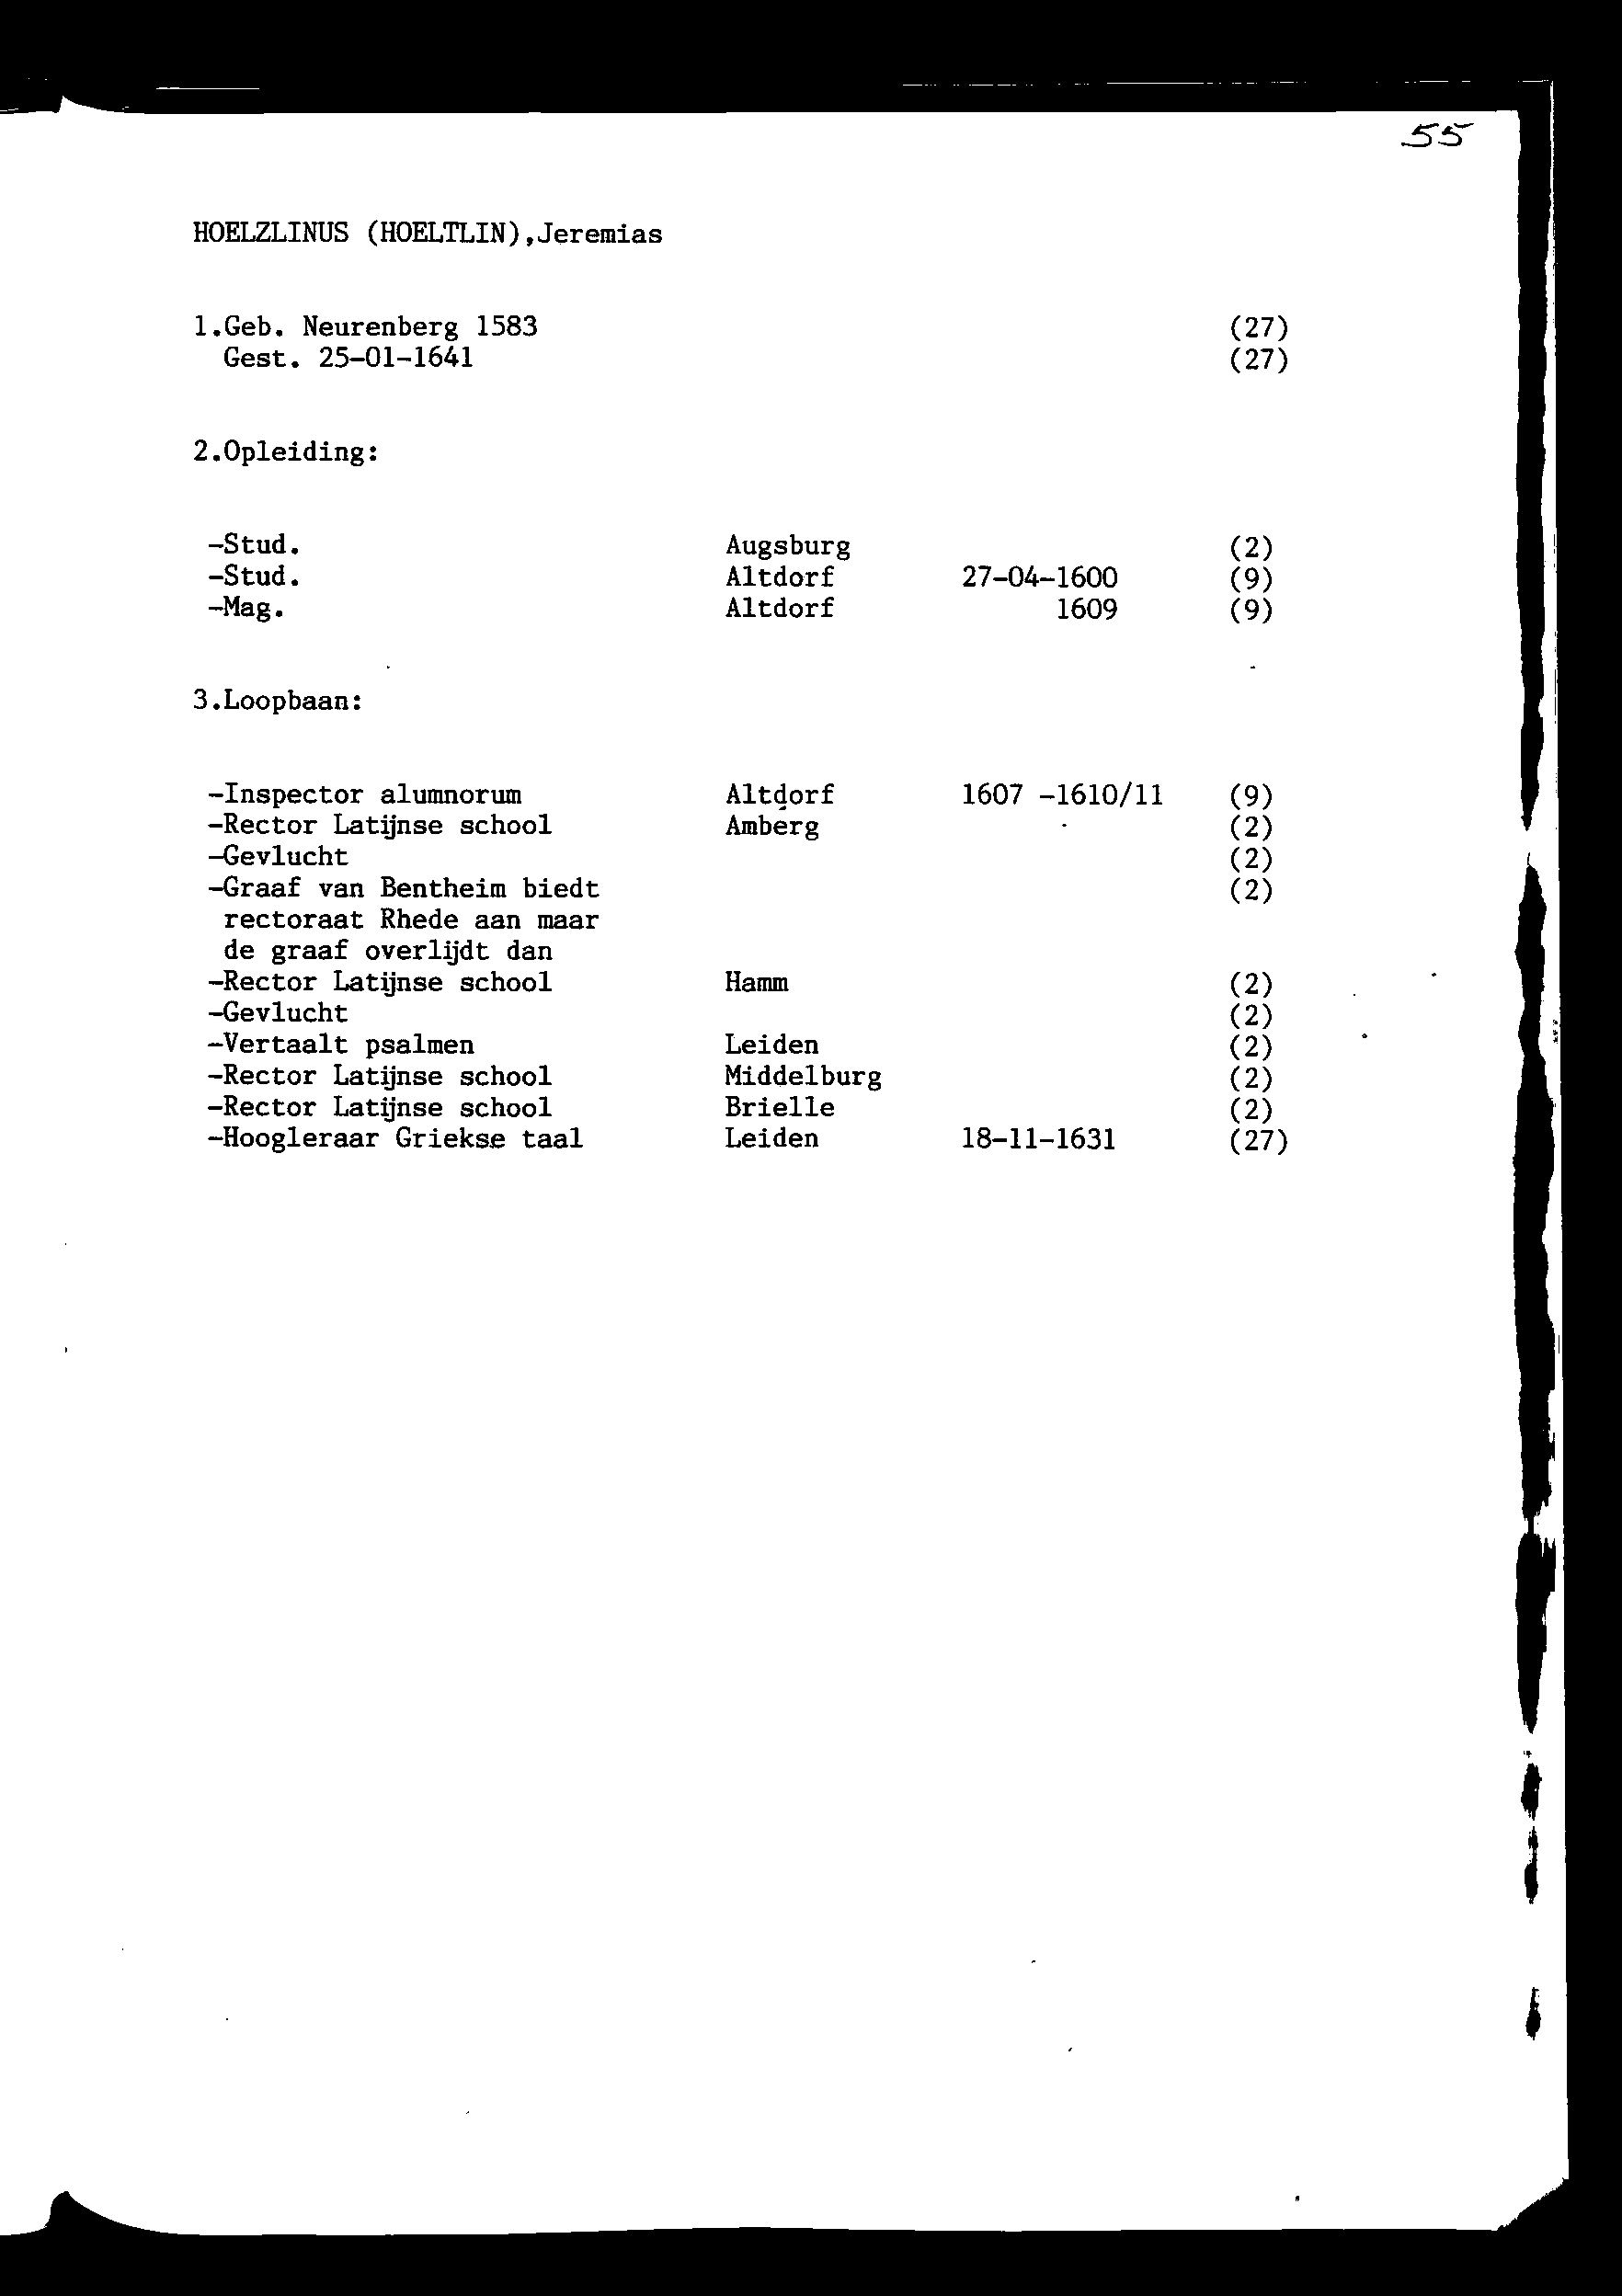 55
HOELZLINUS (HOELTLIN),Jeremias
1.Geb. Neurenberg 1583 (27)
Gest. 25-01-1641 (27)
2.Opleiding:
-Stud. Augsburg (2)
-Stud. Altdorf 27-04-1600 (9)
-Mag. Altdorf 1609 (9)
3.Loopbaan:
-Inspector alumnorum Altdorf 1607 -1610/11 (9)
-Rector Latijnse school Amberg (2)
-Gevlucht (2)
-Graaf van Bentheim biedt (2)
rectoraat Rhede aan maar
de graaf overlijdt dan
-Rector Latijnse school Hamm (2)
-Gevlucht (2)
-Vertaalt psalmen Leiden (2)
-Rector Latijnse school Middelburg (2)
-Rector Latijnse school Brielle (2)
-Hoogleraar Griekse taal Leiden 18-11-1631 (27)